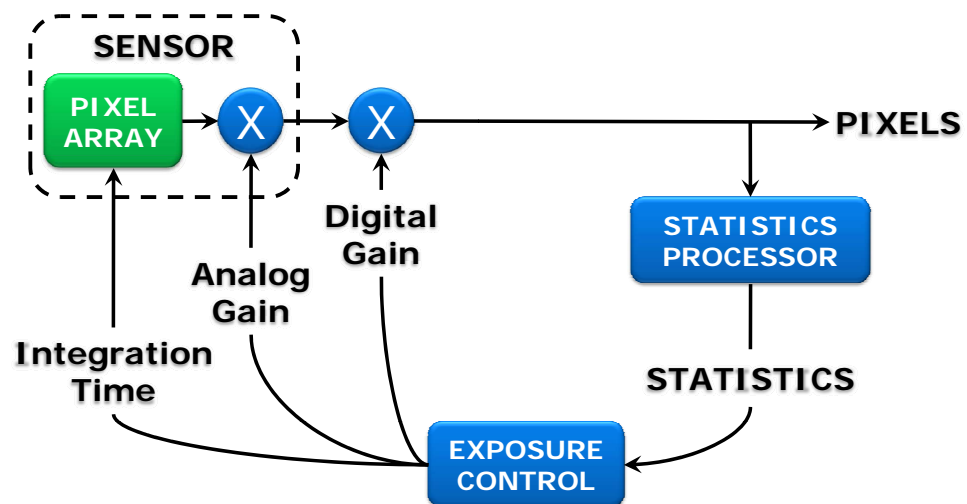 SENSOR
PIXEL
ARRAY
X
X
PIXELS
Digital
Gain
STATISTICS
PROCESSOR
Analog
Gain
Integration
Time
STATISTICS
EXPOSURE
CONTROL